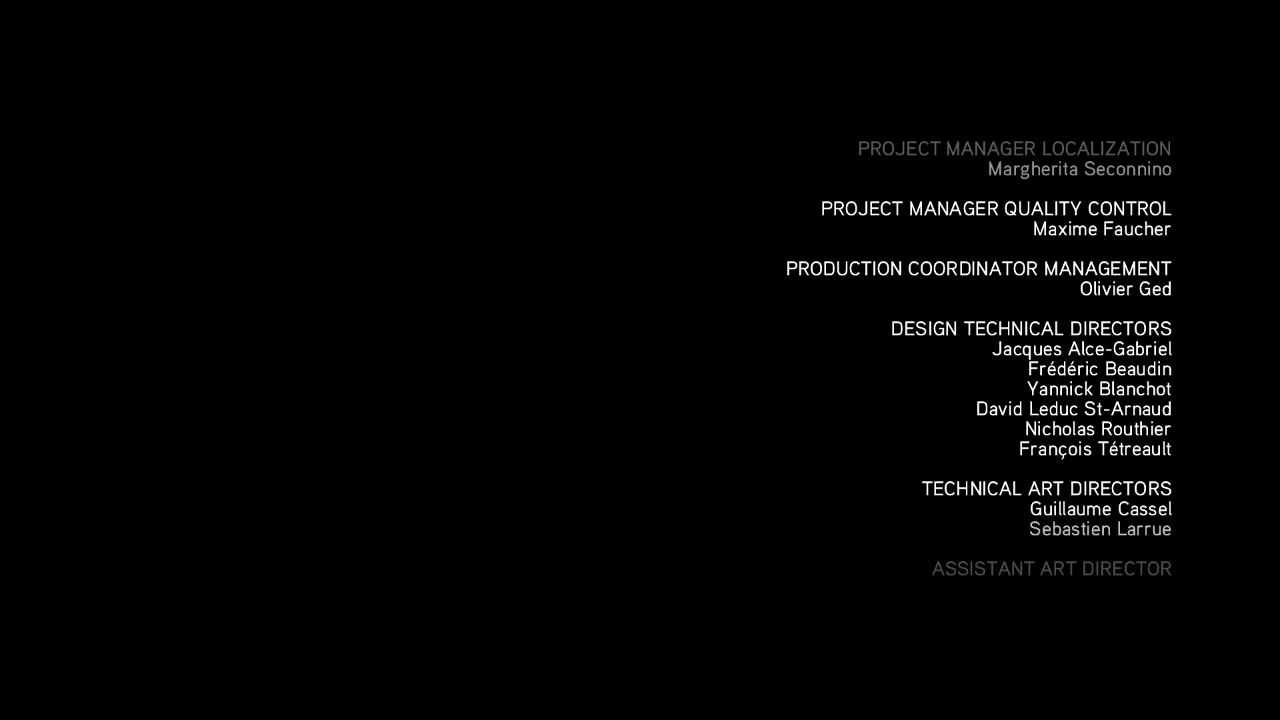 PROJECT MANAGER LOCALIZATION
Margherita Seconnino
PROJECT MANAGER QUALITY CONTROL
Maxime Faucher
PRODUCTION COORDINATOR MANAGEMENT
Olivier Ged
DESIGN TECHNICAL DIRECTORS
Jacques Alce-Gabriel
Frédéric Beaudin
Yannick Blanchot
David Leduc St-Arnaud
Nicholas Routhier
François Tétreault
TECHNICAL ART DIRECTORS
Guillaume Cassel
Sebastien Larrue
ASSISTANT ART DIRECTOR